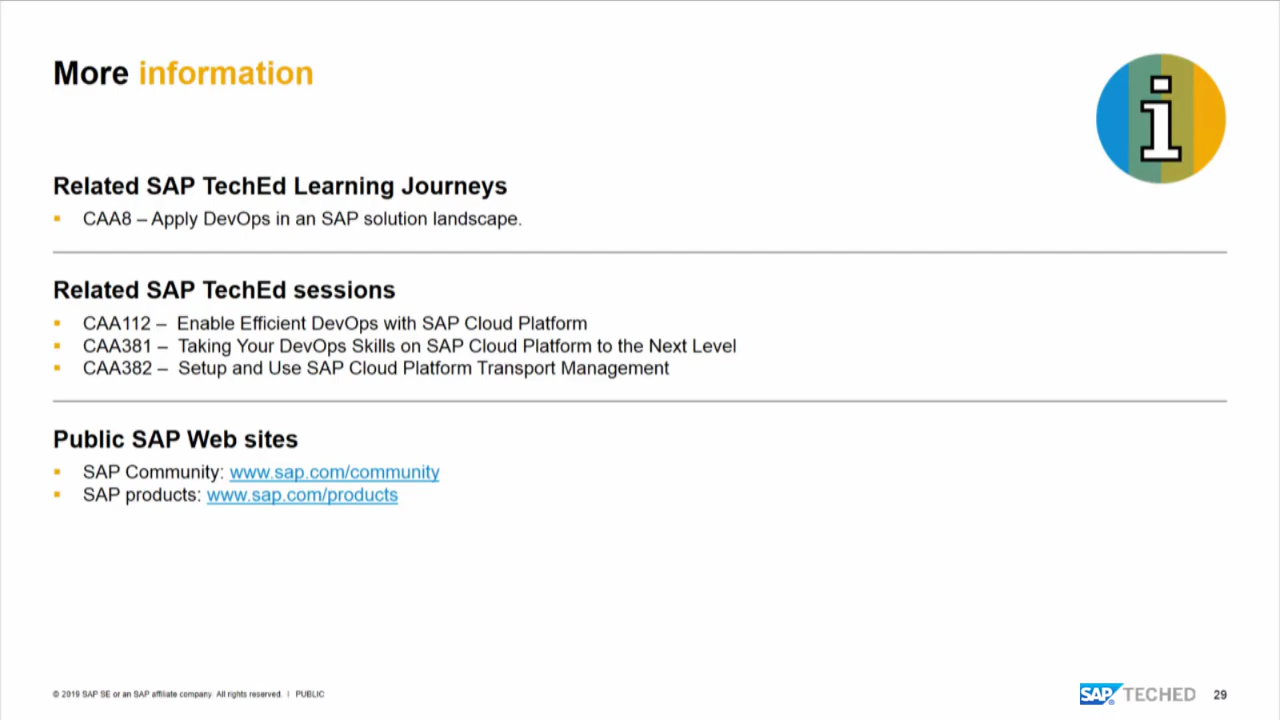 More information
i
Related SAP TechEd Learning Journeys
▪ CAA8 – Apply DevOps in an SAP solution landscape.
Related SAP TechEd sessions
▪ CAA112 – Enable Efficient DevOps with SAP Cloud Platform
▪ CAA381 – Taking Your DevOps Skills on SAP Cloud Platform to the Next Level
▪ CAA382 – Setup and Use SAP Cloud Platform Transport Management
Public SAP Web sites
▪ SAP Community: www.sap.com/community
▪ SAP products: www.sap.com/products
© 2019 SAP SE or an SAP affiliate company. All rights reserved. | PUBLIC
SAP® TECHED 29